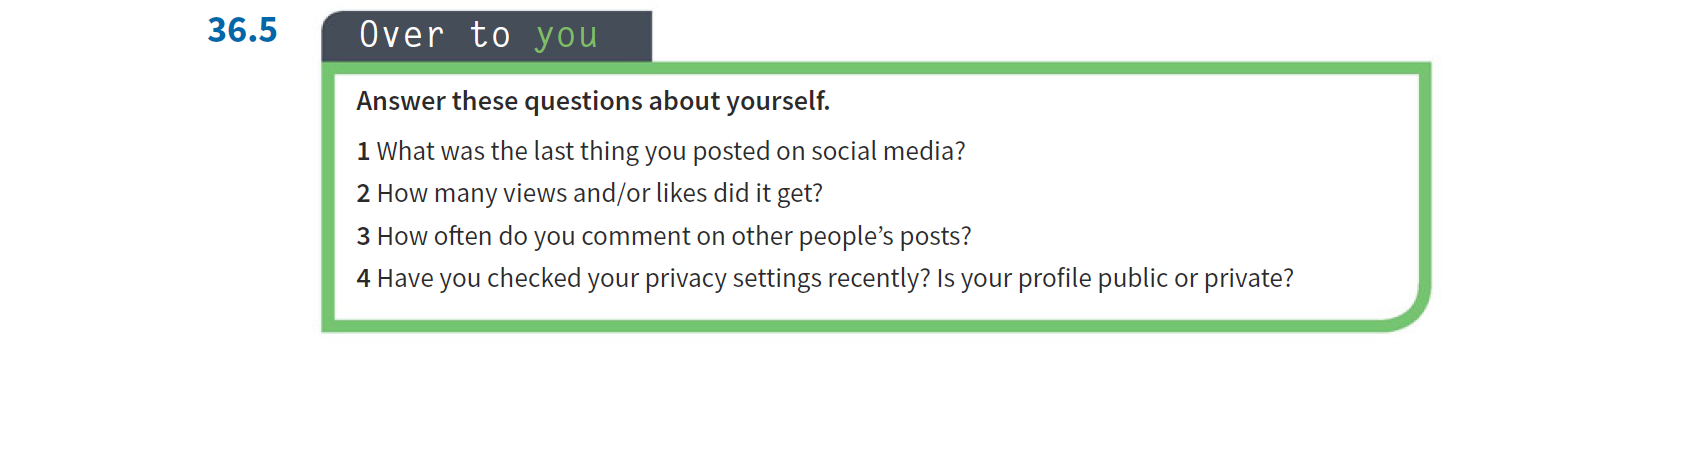 36.5
Over to you
Answer these questions about yourself.
1 What was the last thing you posted on social media?
2 How many views and/or likes did it get?
3 How often do you comment on other people’s posts?
4 Have you checked your privacy settings recently? Is your profile public or private?